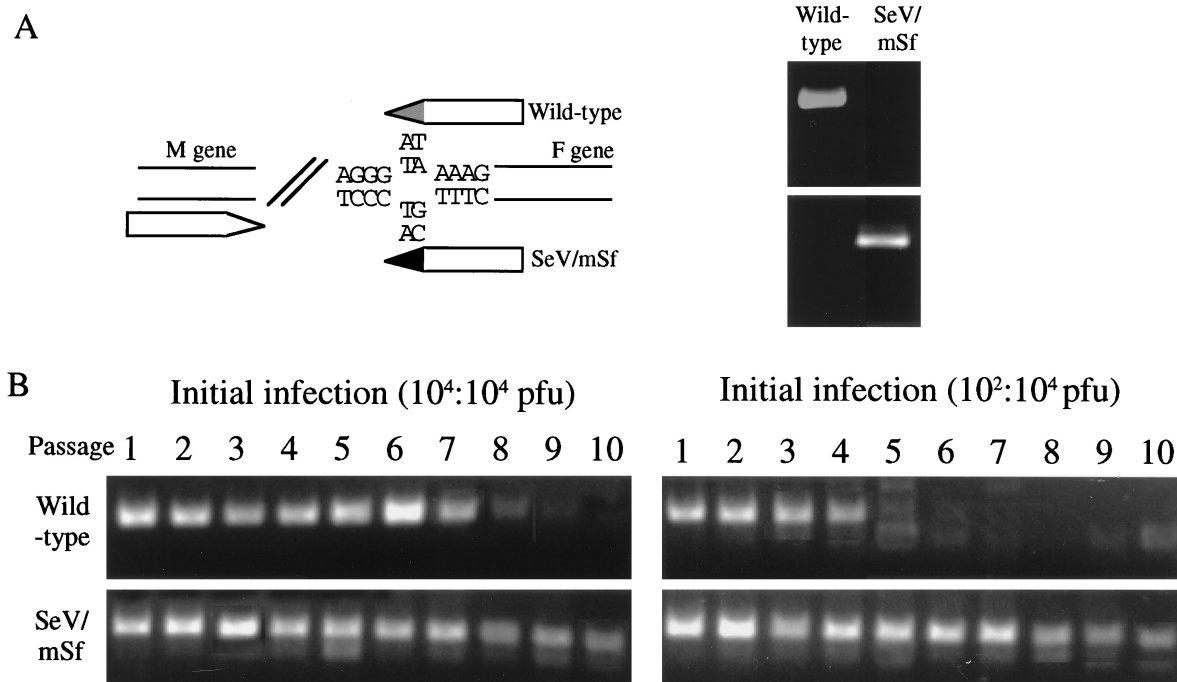 A
Wild-
type
SeV/
mSf
Wild-type
M gene
F gene
AT
TA
AGGG
TCCC
AAAG
TTTC
TG
AC
SeV/mSf
B
Initial infection (10⁴:10⁴ pfu)
Initial infection (10²:10⁴ pfu)
Passage 1 2 3 4 5 6 7 8 9 10
1 2 3 4 5 6 7 8 9 10
Wild
-type
SeV/
mSf